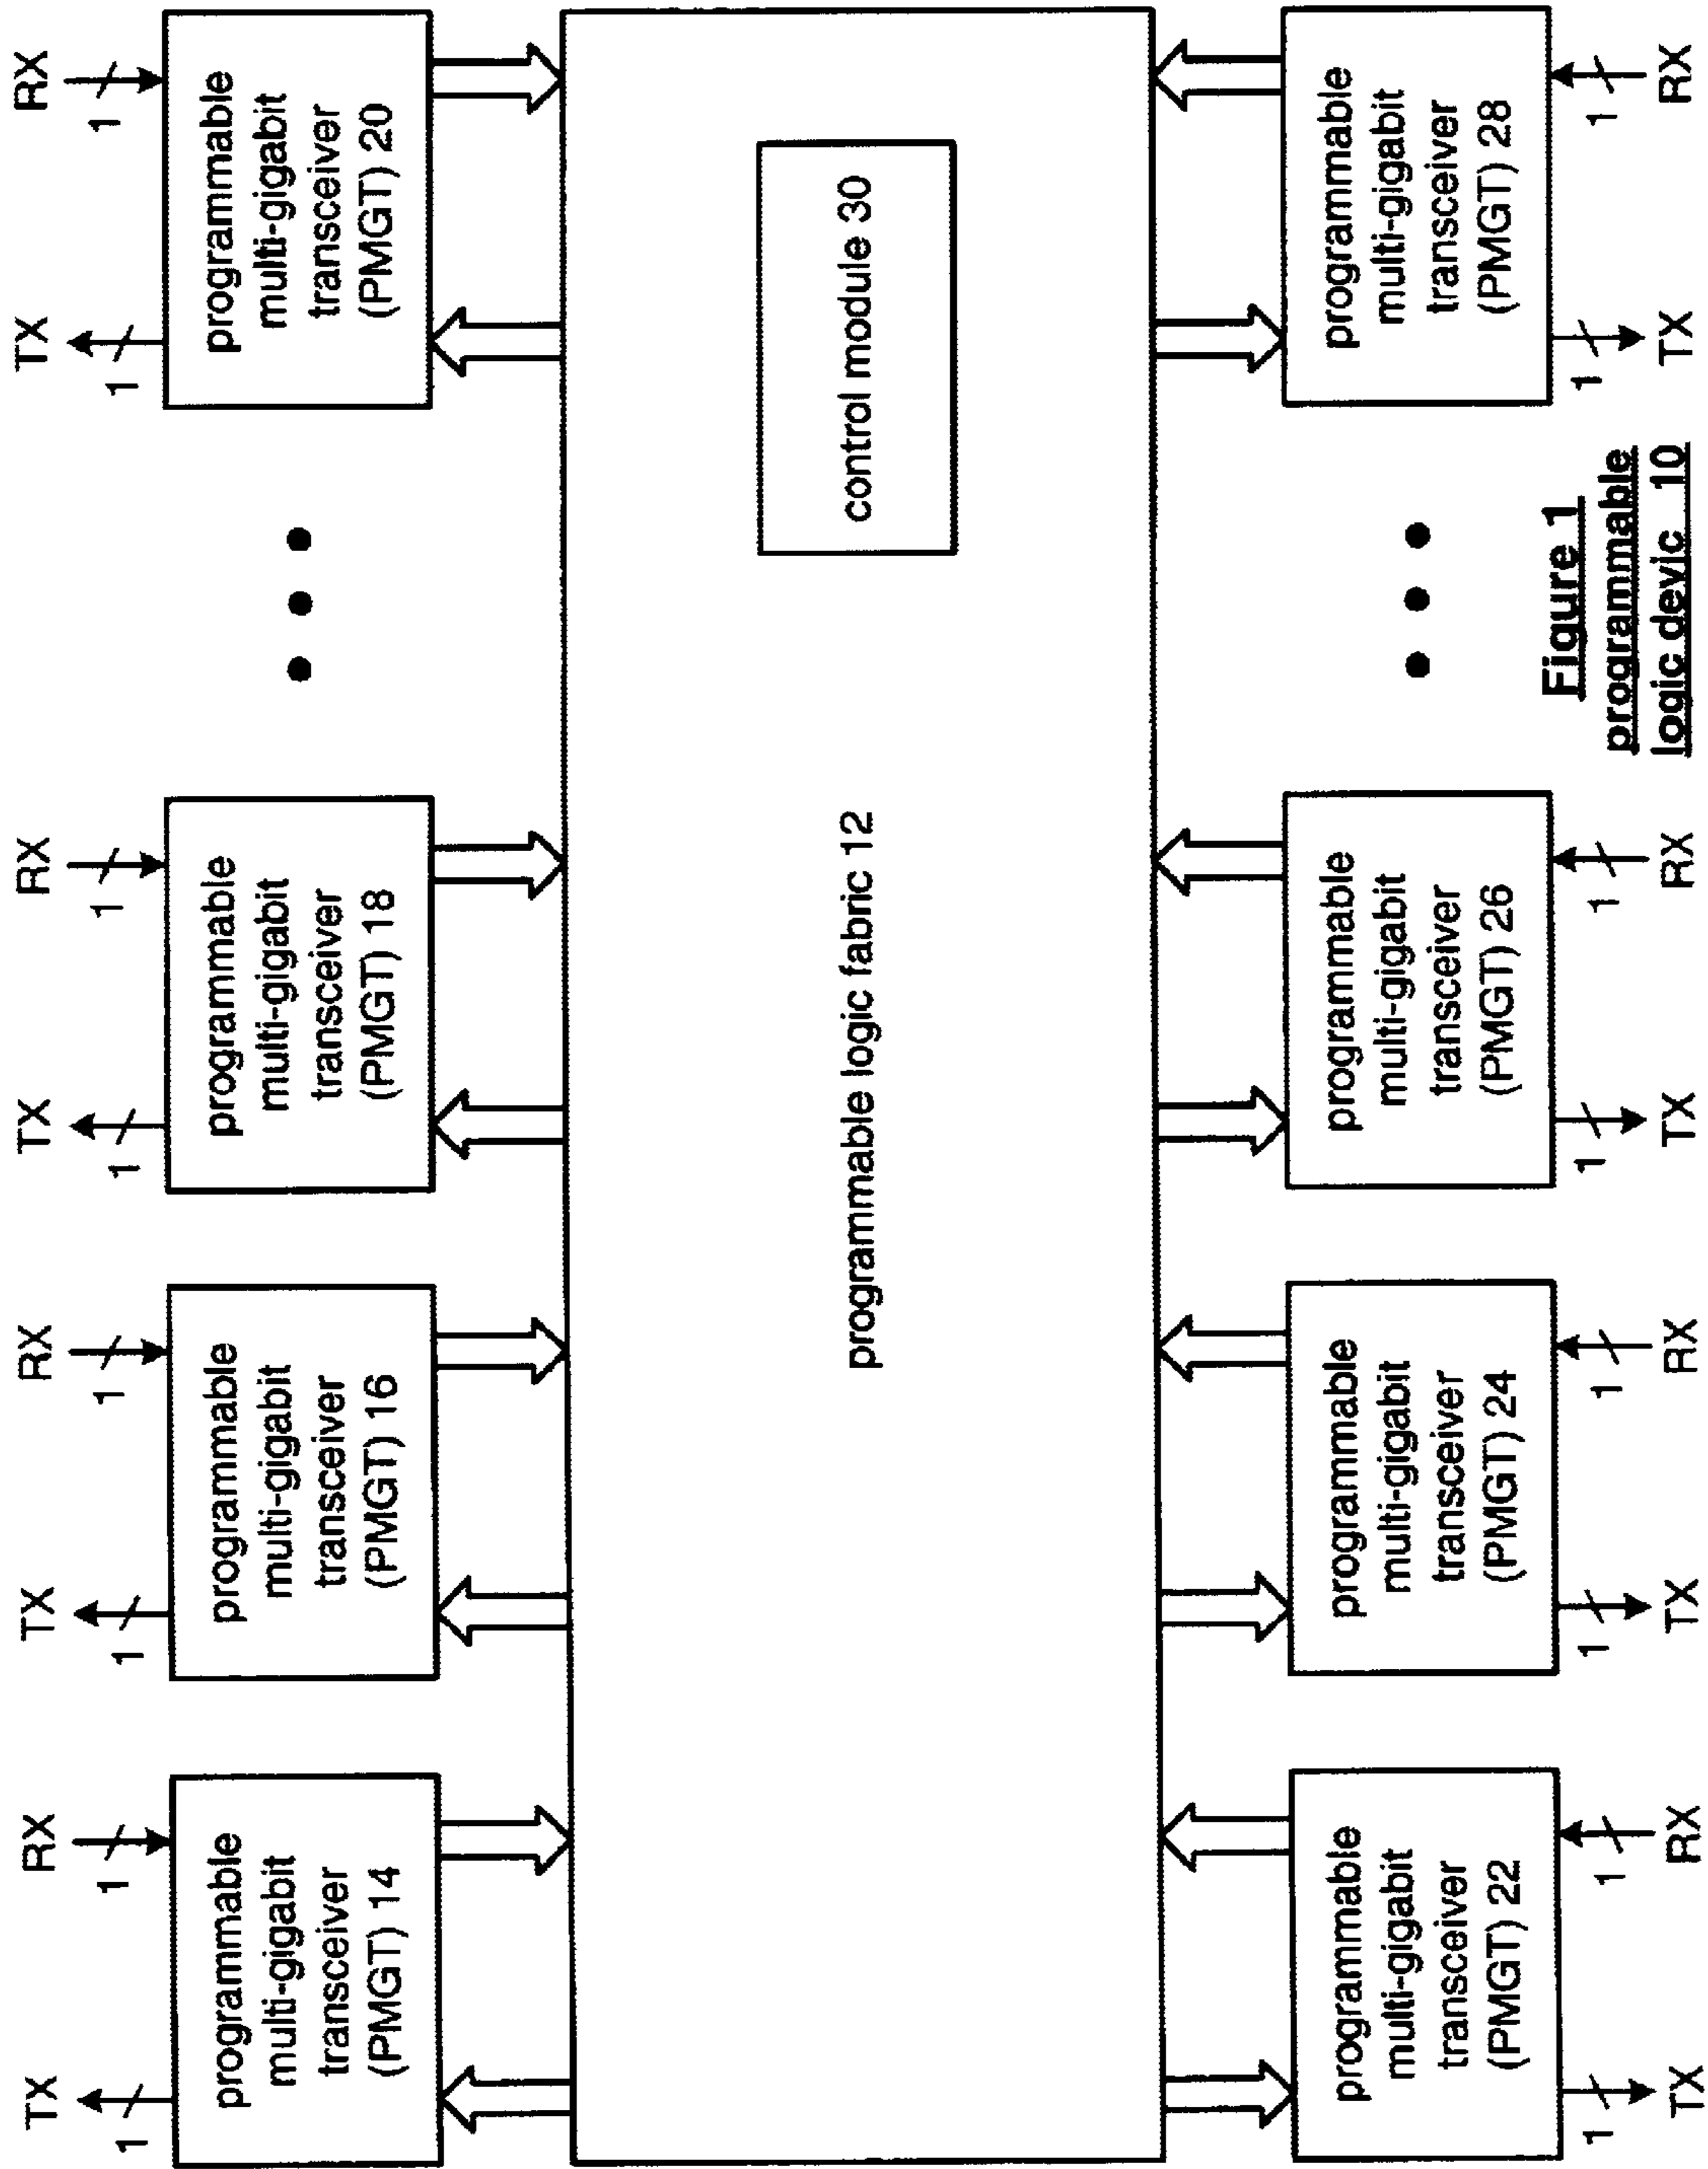 TX
RX
TX
RX
TX
RX
TX
RX
1
1
1
1
1
1
1
1
programmable
multi-gigabit
transceiver
(PMGT) 14
programmable
multi-gigabit
transceiver
(PMGT) 16
programmable
multi-gigabit
transceiver
(PMGT) 18
programmable
multi-gigabit
transceiver
(PMGT) 20
programmable logic fabric 12
control module 30
programmable
multi-gigabit
transceiver
(PMGT) 22
programmable
multi-gigabit
transceiver
(PMGT) 24
programmable
multi-gigabit
transceiver
(PMGT) 26
programmable
multi-gigabit
transceiver
(PMGT) 28
1
1
1
1
1
1
1
1
TX
RX
TX
RX
TX
RX
TX
RX
Figure 1
programmable
logic devic 10